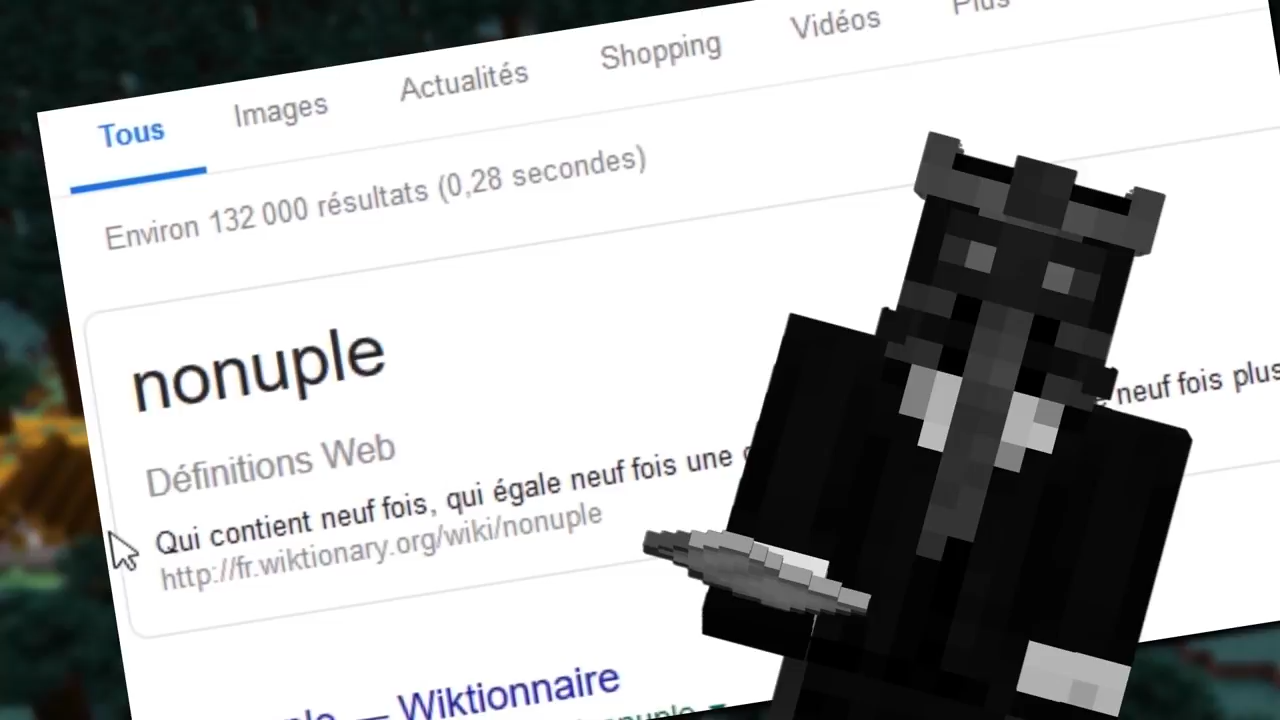 Tous Images Actualités Shopping Vidéos Plus
Environ 132 000 résultats (0,28 secondes)
nonuple
Définitions Web
Qui contient neuf fois, qui égale neuf fois une neuf fois plus
http://fr.wiktionary.org/wiki/nonuple
— Wiktionnaire